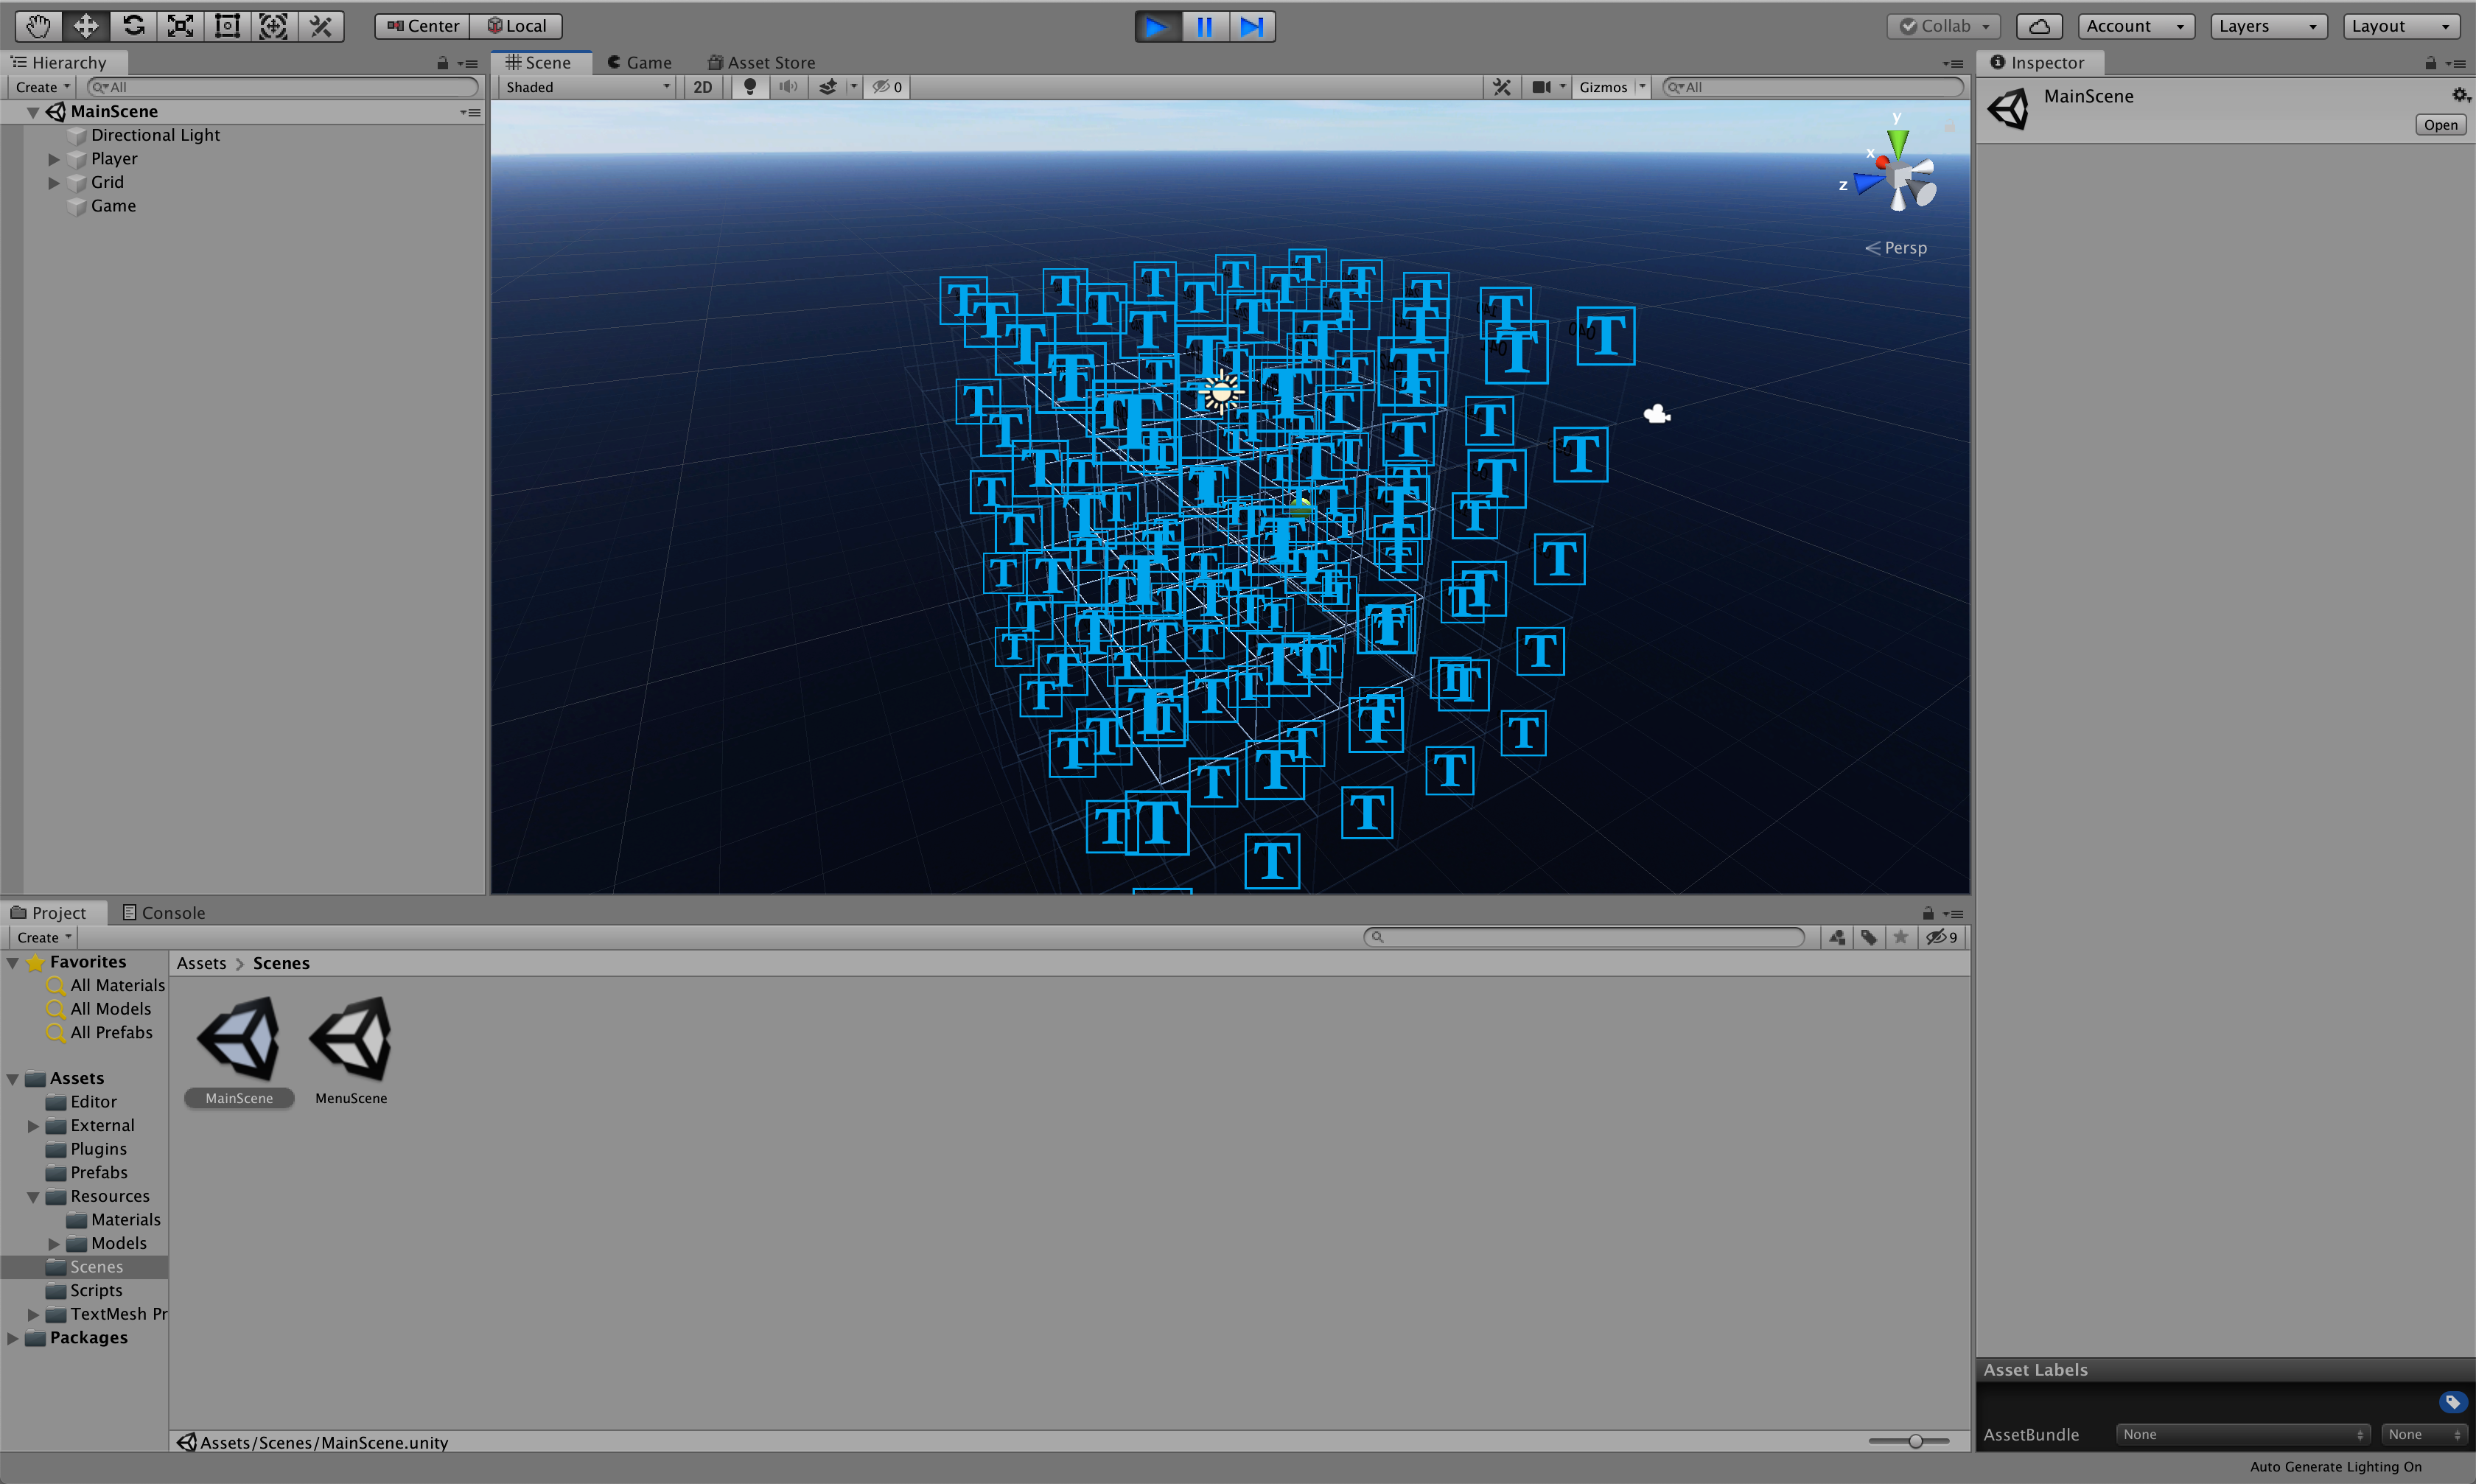 Center Local
Collab Account Layers Layout
Hierarchy
Create All
MainScene
Directional Light
Player
Grid
Game
Scene Game Asset Store
Shaded 2D 0 Gizmos All
y
x
z
Persp
Inspector
MainScene
Open
Project Console
Create 9
Favorites
All Materials
All Models
All Prefabs
Assets
Editor
External
Plugins
Prefabs
Resources
Materials
Models
Scenes
Scripts
TextMesh Pr
Packages
Assets > Scenes
MainScene MenuScene
Assets/Scenes/MainScene.unity
Asset Labels
AssetBundle None None
Auto Generate Lighting On